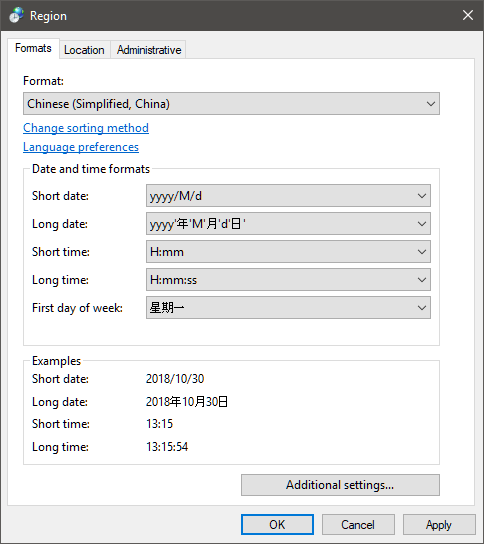 Region
Formats Location Administrative
Format:
Chinese (Simplified, China)
Change sorting method
Language preferences
Date and time formats
Short date: yyyy/M/d
Long date: yyyy'年'M'月'd'日'
Short time: H:mm
Long time: H:mm:ss
First day of week: 星期一
Examples
Short date: 2018/10/30
Long date: 2018年10月30日
Short time: 13:15
Long time: 13:15:54
Additional settings...
OK Cancel Apply